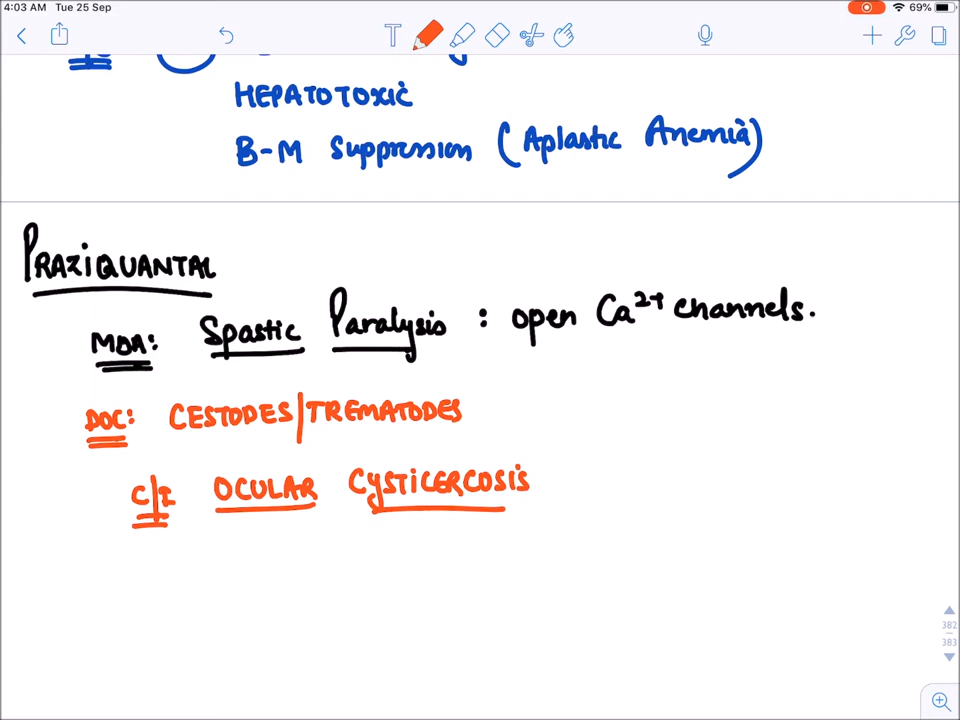 4:03 AM Tue 25 Sep
69%
T
HEPATOTOXIC
B-M Suppression (Aplastic Anemia)
PRAZIQUANTAL
MOA: Spastic Paralysis : open Ca2+ channels.
DOC: CESTODES/TREMATODES
C/I OCULAR CYSTICERCOSIS
382
383